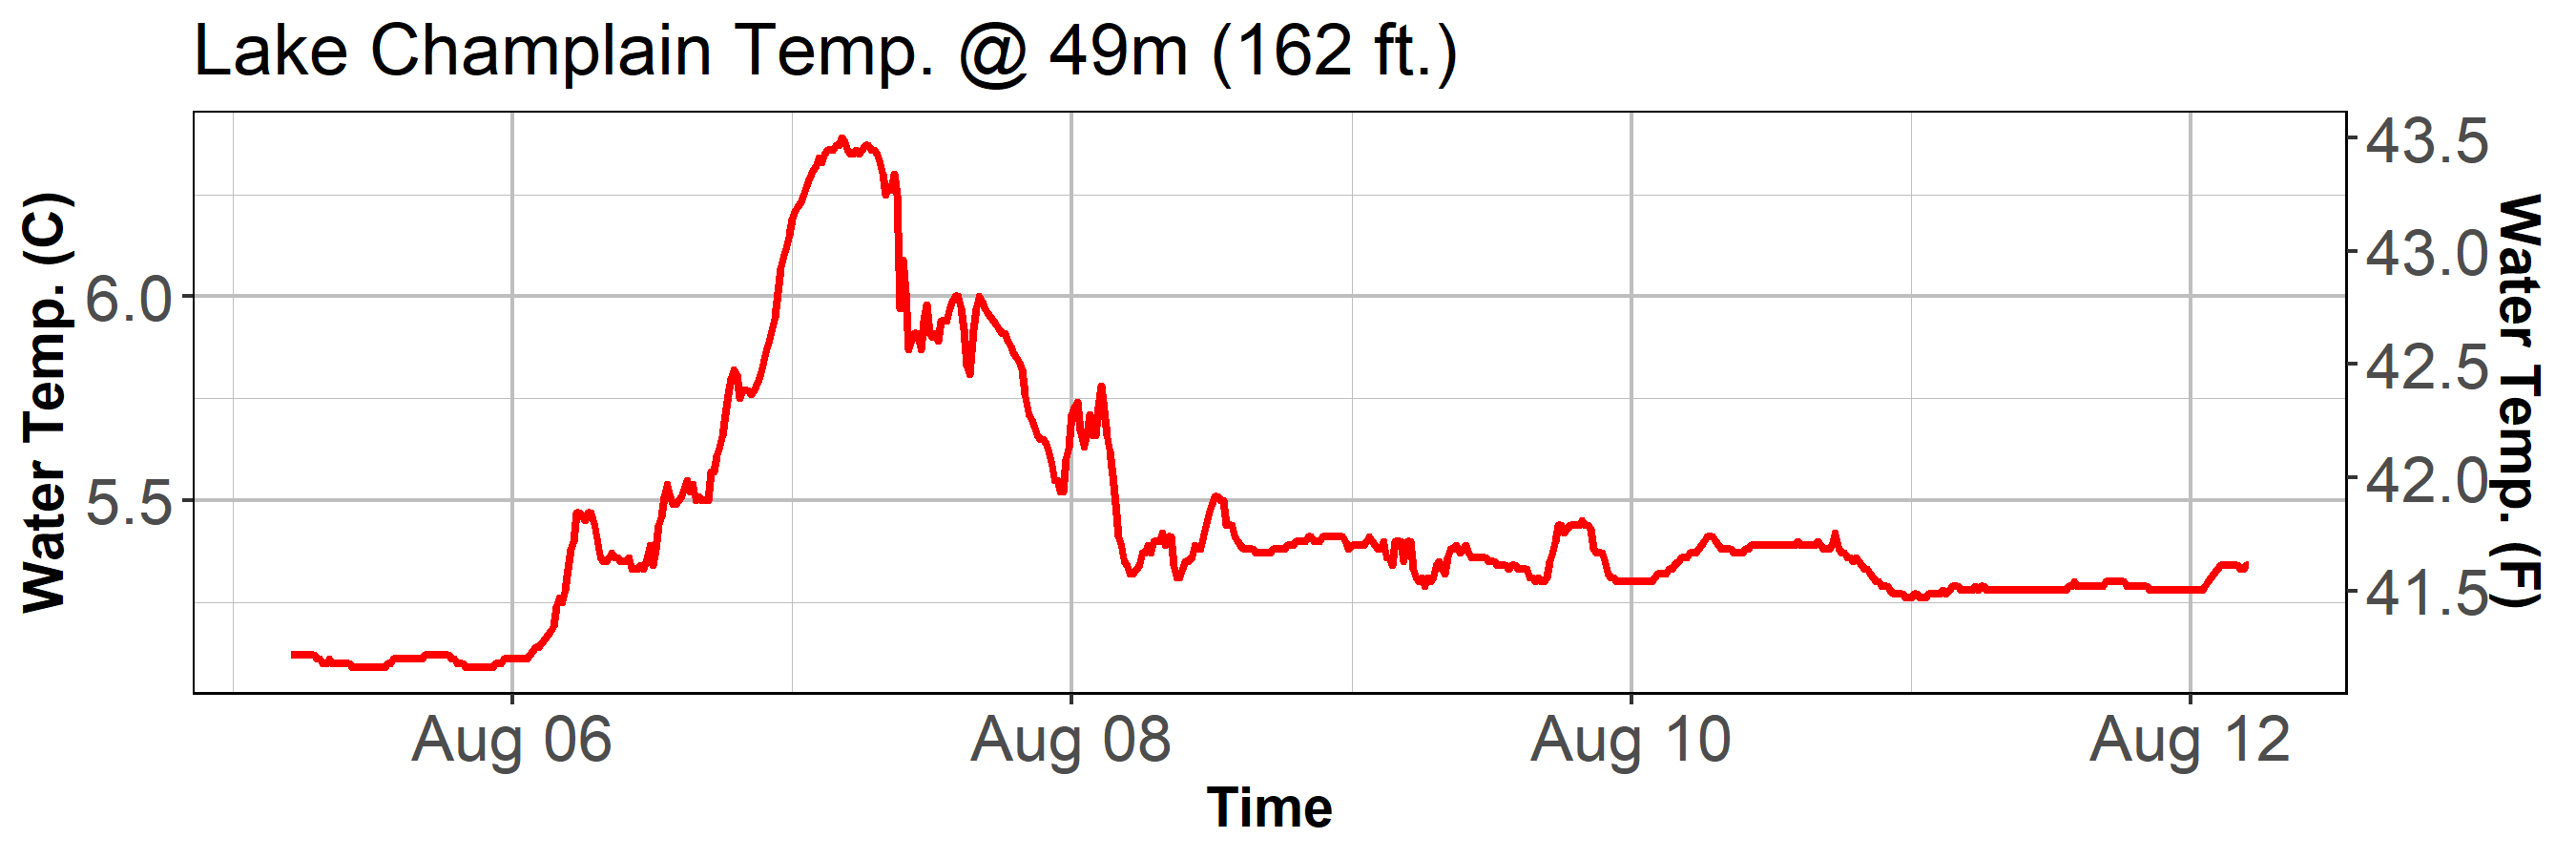 Lake Champlain Temp. @ 49m (162 ft.)
Water Temp. (C)
6.0
5.5
43.5
43.0
42.5
42.0
41.5
Water Temp. (F)
Aug 06
Aug 08
Aug 10
Aug 12
Time